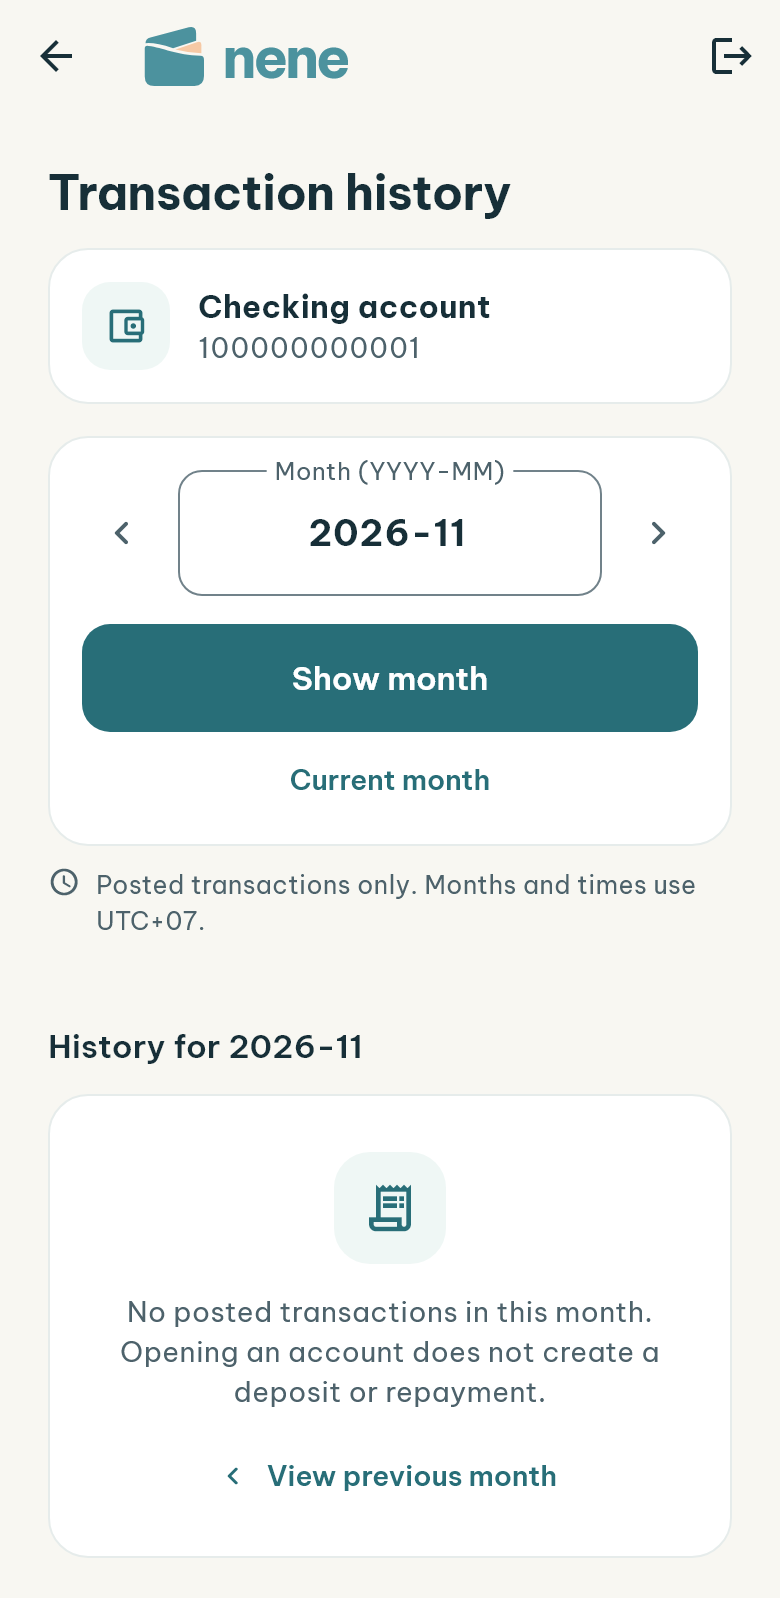 nene
Transaction history
Checking account
100000000001
Month (YYYY-MM)
2026-11
Show month
Current month
Posted transactions only. Months and times use
UTC+07.
History for 2026-11
No posted transactions in this month.
Opening an account does not create a
deposit or repayment.
View previous month